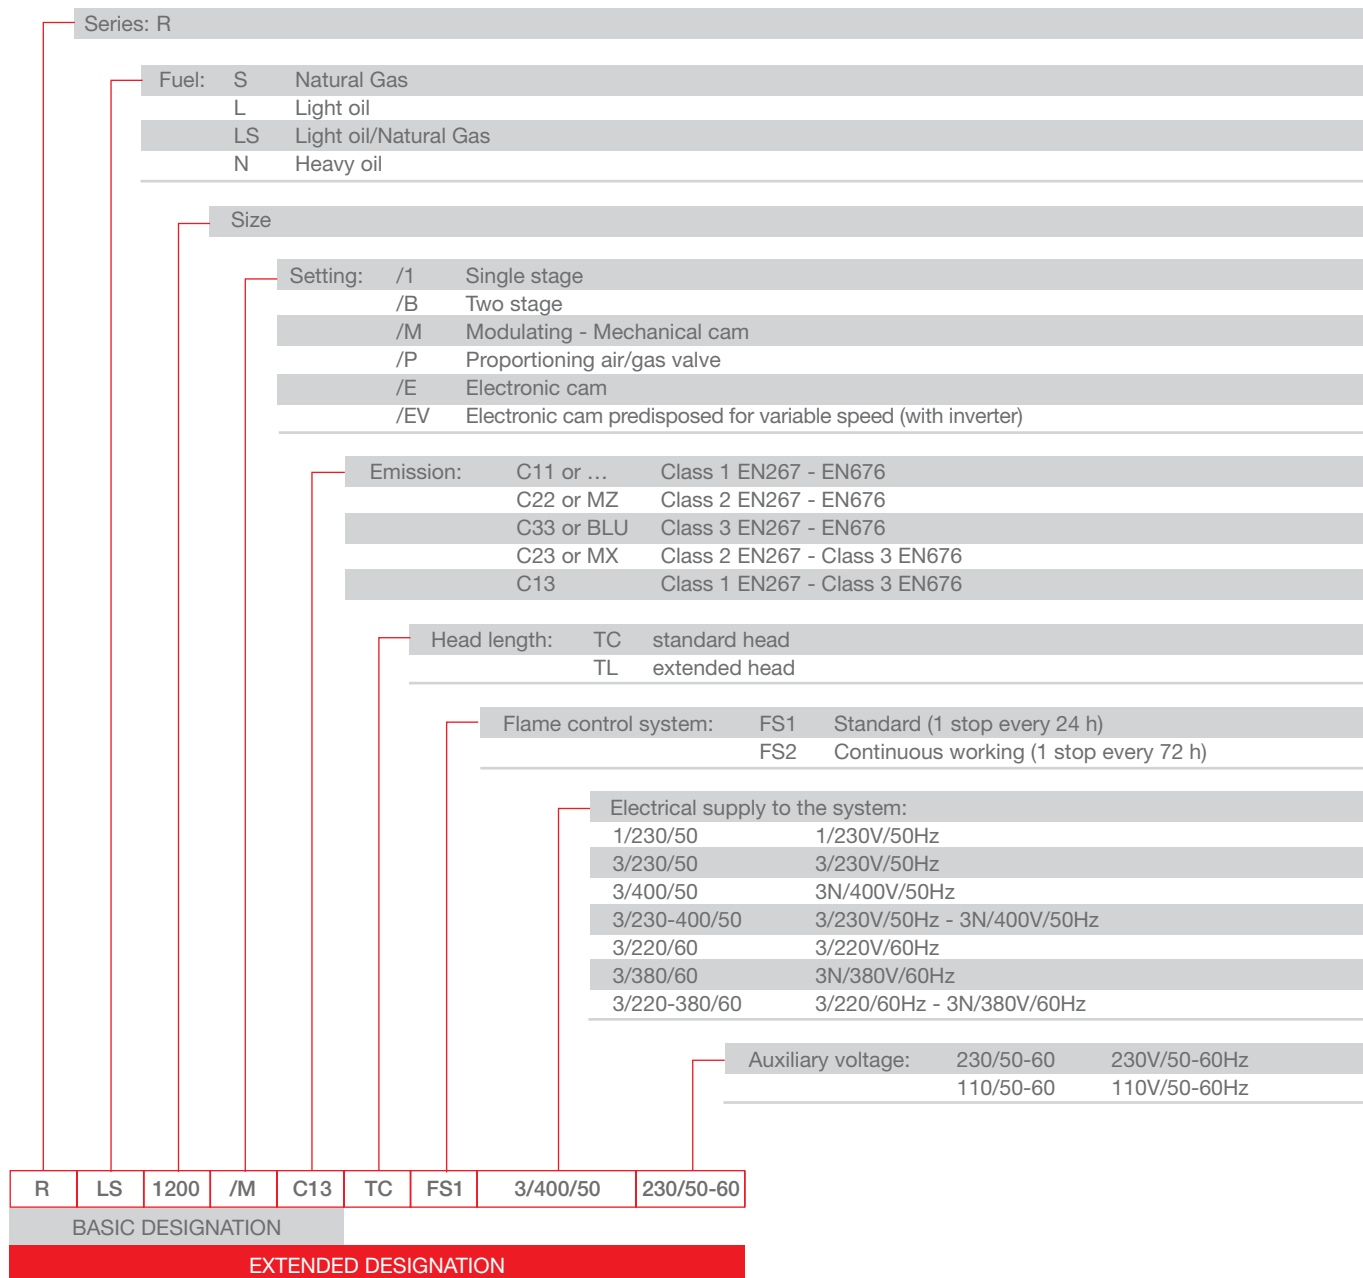 Series: R
Fuel: S Natural Gas
L Light oil
LS Light oil/Natural Gas
N Heavy oil
Size
Setting: /1 Single stage
/B Two stage
/M Modulating - Mechanical cam
/P Proportioning air/gas valve
/E Electronic cam
/EV Electronic cam predisposed for variable speed (with inverter)
Emission: C11 or … Class 1 EN267 - EN676
C22 or MZ Class 2 EN267 - EN676
C33 or BLU Class 3 EN267 - EN676
C23 or MX Class 2 EN267 - Class 3 EN676
C13 Class 1 EN267 - Class 3 EN676
Head length: TC standard head
TL extended head
Flame control system: FS1 Standard (1 stop every 24 h)
FS2 Continuous working (1 stop every 72 h)
Electrical supply to the system:
1/230/50 1/230V/50Hz
3/230/50 3/230V/50Hz
3/400/50 3N/400V/50Hz
3/230-400/50 3/230V/50Hz - 3N/400V/50Hz
3/220/60 3/220V/60Hz
3/380/60 3N/380V/60Hz
3/220-380/60 3/220/60Hz - 3N/380V/60Hz
Auxiliary voltage: 230/50-60 230V/50-60Hz
110/50-60 110V/50-60Hz
R LS 1200 /M C13 TC FS1 3/400/50 230/50-60
BASIC DESIGNATION
EXTENDED DESIGNATION